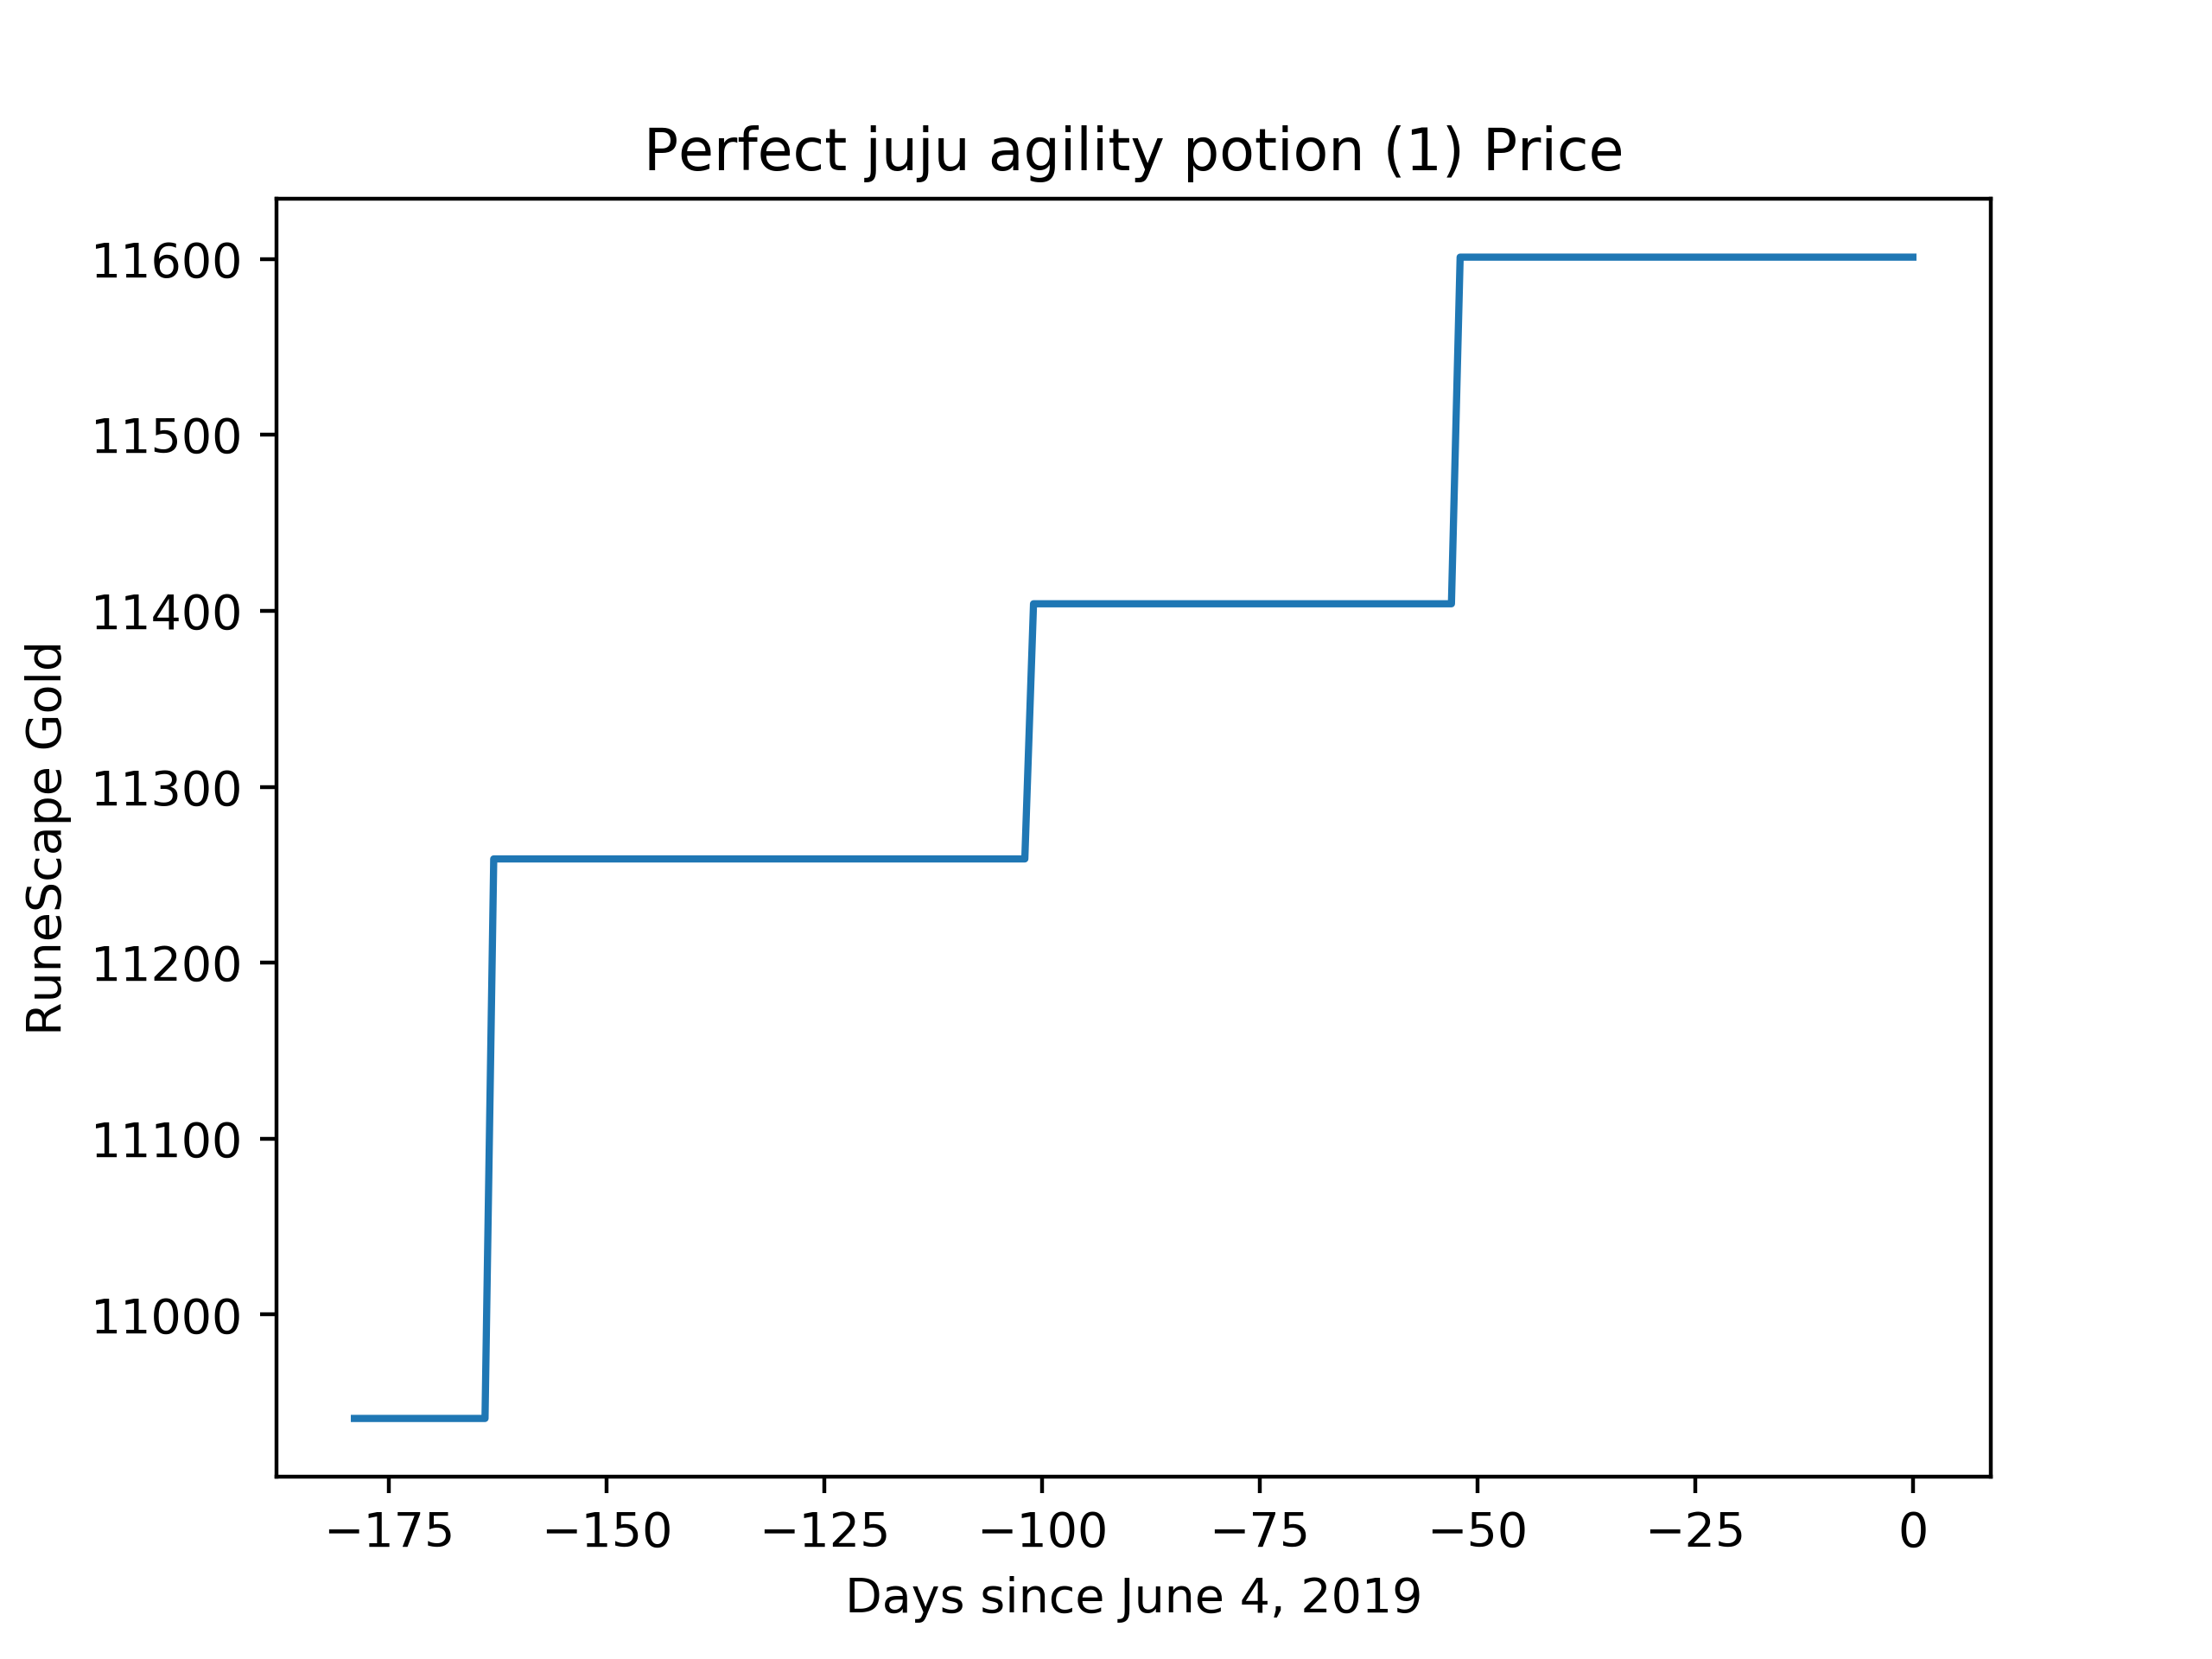 Perfect juju agility potion (1) Price
RuneScape Gold
11600
11500
11400
11300
11200
11100
11000
−175 −150 −125 −100 −75 −50 −25 0
Days since June 4, 2019